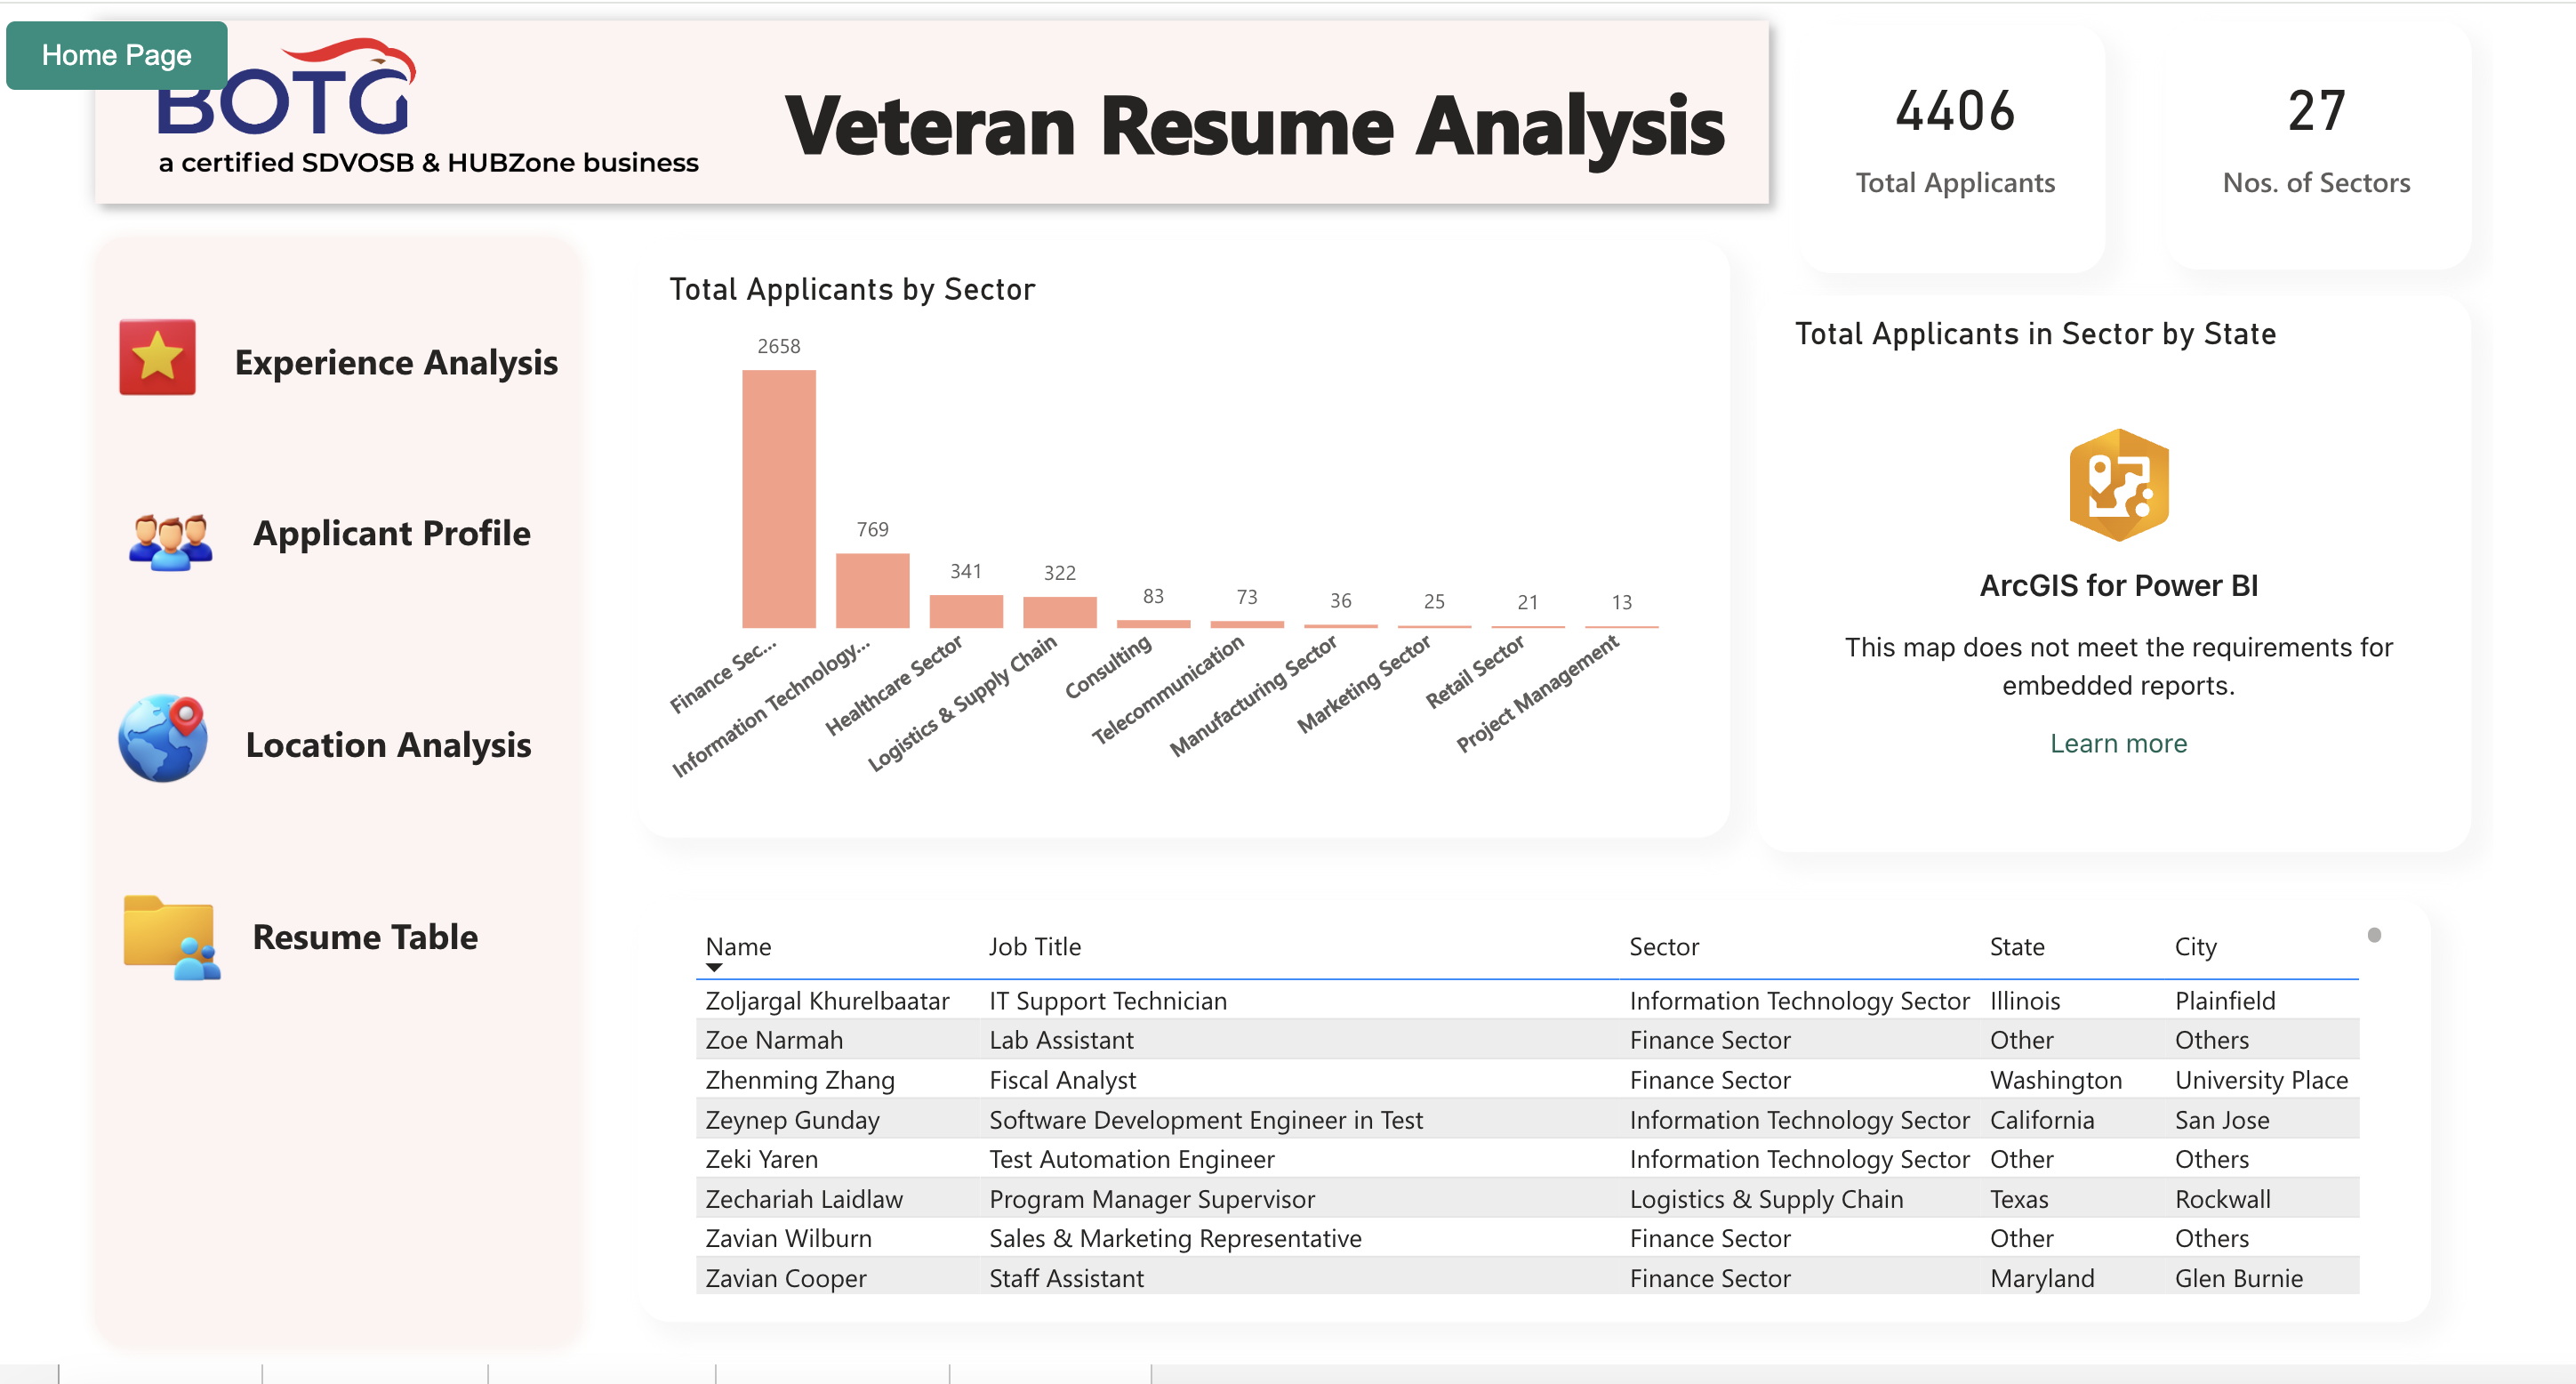 Home Page
BOTG
a certified SDVOSB & HUBZone business
Veteran Resume Analysis
4406
Total Applicants
27
Nos. of Sectors
Experience Analysis
Applicant Profile
Location Analysis
Resume Table
Total Applicants by Sector
2658
769
341
322
83
73
36
25
21
13
Finance Sec...
Information Technology...
Healthcare Sector
Logistics & Supply Chain
Consulting
Telecommunication
Manufacturing Sector
Marketing Sector
Retail Sector
Project Management
Total Applicants in Sector by State
ArcGIS for Power BI
This map does not meet the requirements for
embedded reports.
Learn more
Name Job Title Sector State City
Zoljargal Khurelbaatar IT Support Technician Information Technology Sector Illinois Plainfield
Zoe Narmah Lab Assistant Finance Sector Other Others
Zhenming Zhang Fiscal Analyst Finance Sector Washington University Place
Zeynep Gunday Software Development Engineer in Test Information Technology Sector California San Jose
Zeki Yaren Test Automation Engineer Information Technology Sector Other Others
Zechariah Laidlaw Program Manager Supervisor Logistics & Supply Chain Texas Rockwall
Zavian Wilburn Sales & Marketing Representative Finance Sector Other Others
Zavian Cooper Staff Assistant Finance Sector Maryland Glen Burnie